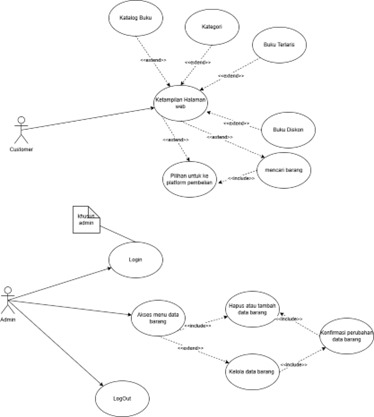 Katalog Buku
Kategori
Buku Terlaris
<<extend>>
<<extend>>
<<extend>>
Ketampilan Halaman
web
<<extend>>
Buku Diskon
<<extend>>
<<extend>>
Customer
Pilihan untuk ke
platform pembelian
<<include>>
mencari barang
khusus
admin
Login
Admin
Akses menu data
barang
<<include>>
Hapus atau tambah
data barang
<<include>>
Konfirmasi perubahan
data barang
<<extend>>
Kelola data barang
<<include>>
LogOut